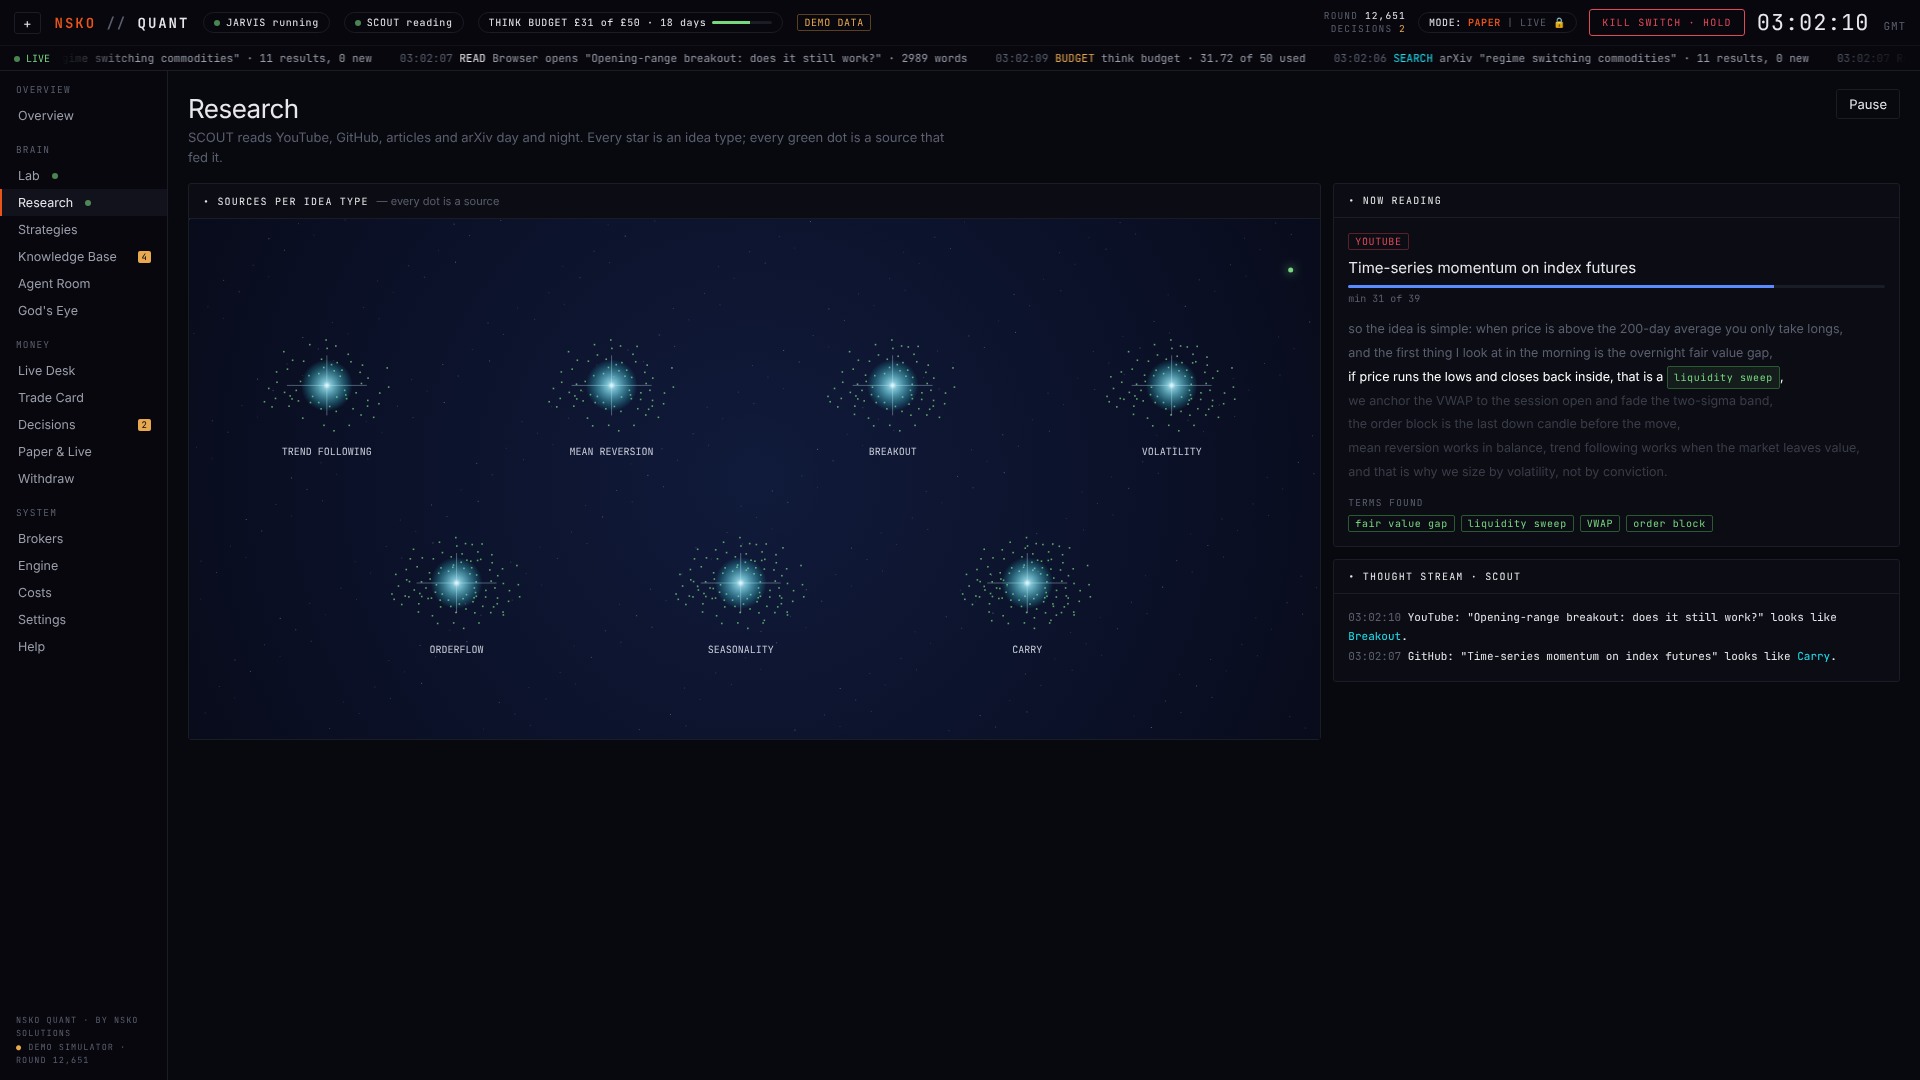 + NSKO // QUANT JARVIS running SCOUT reading THINK BUDGET £31 of £50 · 18 days DEMO DATA
ROUND 12,651
DECISIONS 2
MODE: PAPER | LIVE 🔒 KILL SWITCH · HOLD 03:02:10 GMT
LIVE switching commodities" · 11 results, 0 new 03:02:07 READ Browser opens "Opening-range breakout: does it still work?" · 2989 words 03:02:09 BUDGET think budget · 31.72 of 50 used 03:02:06 SEARCH arXiv "regime switching commodities" · 11 results, 0 new 03:02:07
OVERVIEW
Overview
BRAIN
Lab
Research
Strategies
Knowledge Base 4
Agent Room
God's Eye
MONEY
Live Desk
Trade Card
Decisions 2
Paper & Live
Withdraw
SYSTEM
Brokers
Engine
Costs
Settings
Help
NSKO QUANT · BY NSKO
SOLUTIONS
DEMO SIMULATOR ·
ROUND 12,651
Research
Pause
SCOUT reads YouTube, GitHub, articles and arXiv day and night. Every star is an idea type; every green dot is a source that
fed it.
• SOURCES PER IDEA TYPE — every dot is a source
TREND FOLLOWING
MEAN REVERSION
BREAKOUT
VOLATILITY
ORDERFLOW
SEASONALITY
CARRY
• NOW READING
YOUTUBE
Time-series momentum on index futures
min 31 of 39
so the idea is simple: when price is above the 200-day average you only take longs,
and the first thing I look at in the morning is the overnight fair value gap,
if price runs the lows and closes back inside, that is a liquidity sweep,
we anchor the VWAP to the session open and fade the two-sigma band,
the order block is the last down candle before the move,
mean reversion works in balance, trend following works when the market leaves value,
and that is why we size by volatility, not by conviction.
TERMS FOUND
fair value gap liquidity sweep VWAP order block
• THOUGHT STREAM · SCOUT
03:02:10 YouTube: "Opening-range breakout: does it still work?" looks like
Breakout.
03:02:07 GitHub: "Time-series momentum on index futures" looks like Carry.